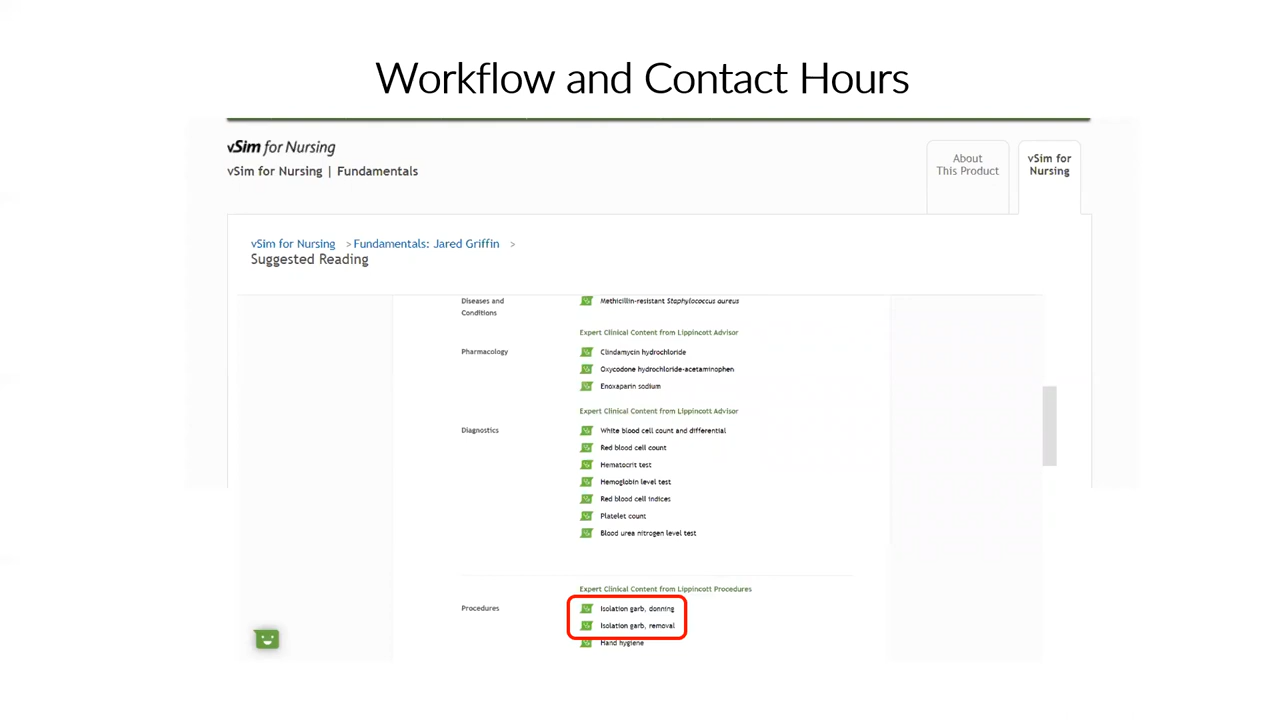 Workflow and Contact Hours
vSim for Nursing
vSim for Nursing | Fundamentals
About
This Product
vSim for
Nursing
vSim for Nursing > Fundamentals: Jared Griffin >
Suggested Reading
Diseases and
Conditions
Methicillin-resistant Staphylococcus aureus
Expert Clinical Content from Lippincott Advisor
Pharmacology
Clindamycin hydrochloride
Oxycodone hydrochloride-acetaminophen
Enoxaparin sodium
Expert Clinical Content from Lippincott Advisor
Diagnostics
White blood cell count and differential
Red blood cell count
Hematocrit test
Hemoglobin level test
Red blood cell indices
Platelet count
Blood urea nitrogen level test
Expert Clinical Content from Lippincott Procedures
Procedures
Isolation garb, donning
Isolation garb, removal
Hand hygiene